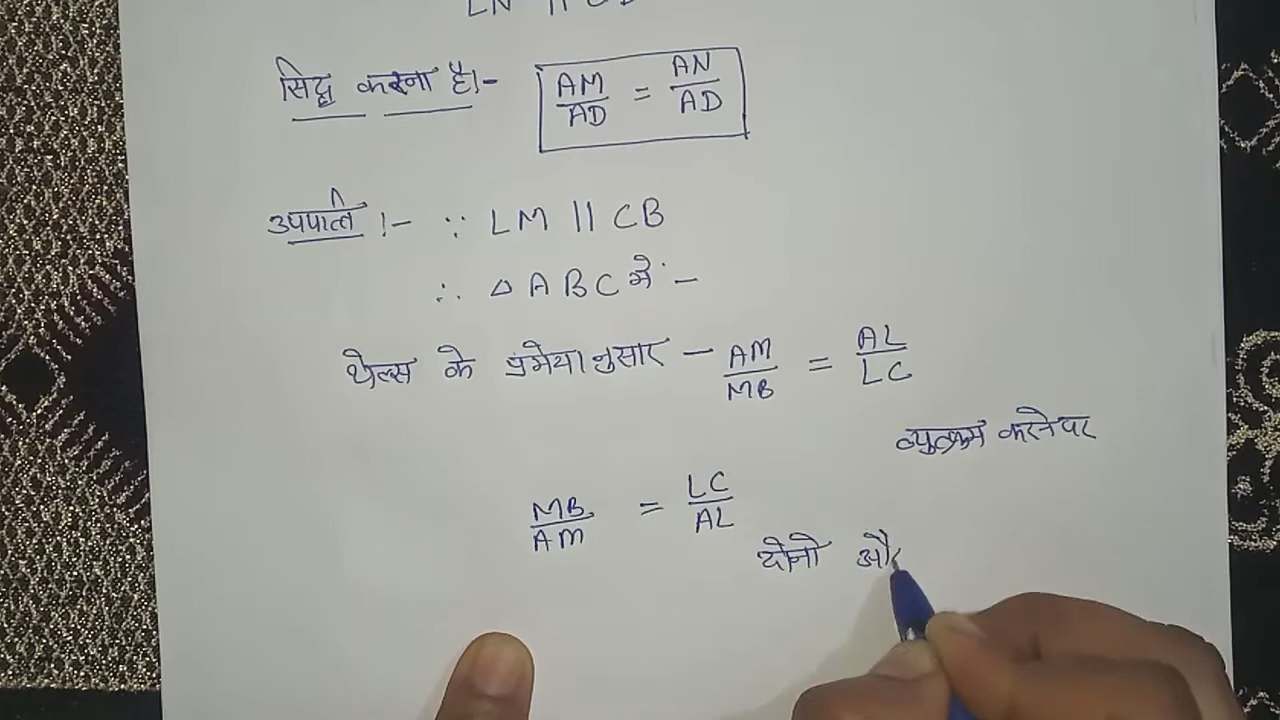 सिद्ध करना है।- AM/AD = AN/AD
उपपत्ति :- ∵ LM || CB
∴ △ABC में -
थेल्स के प्रमेयानुसार - AM/MB = AL/LC
व्युत्क्रम करने पर
MB/AM = LC/AL
दोनो और